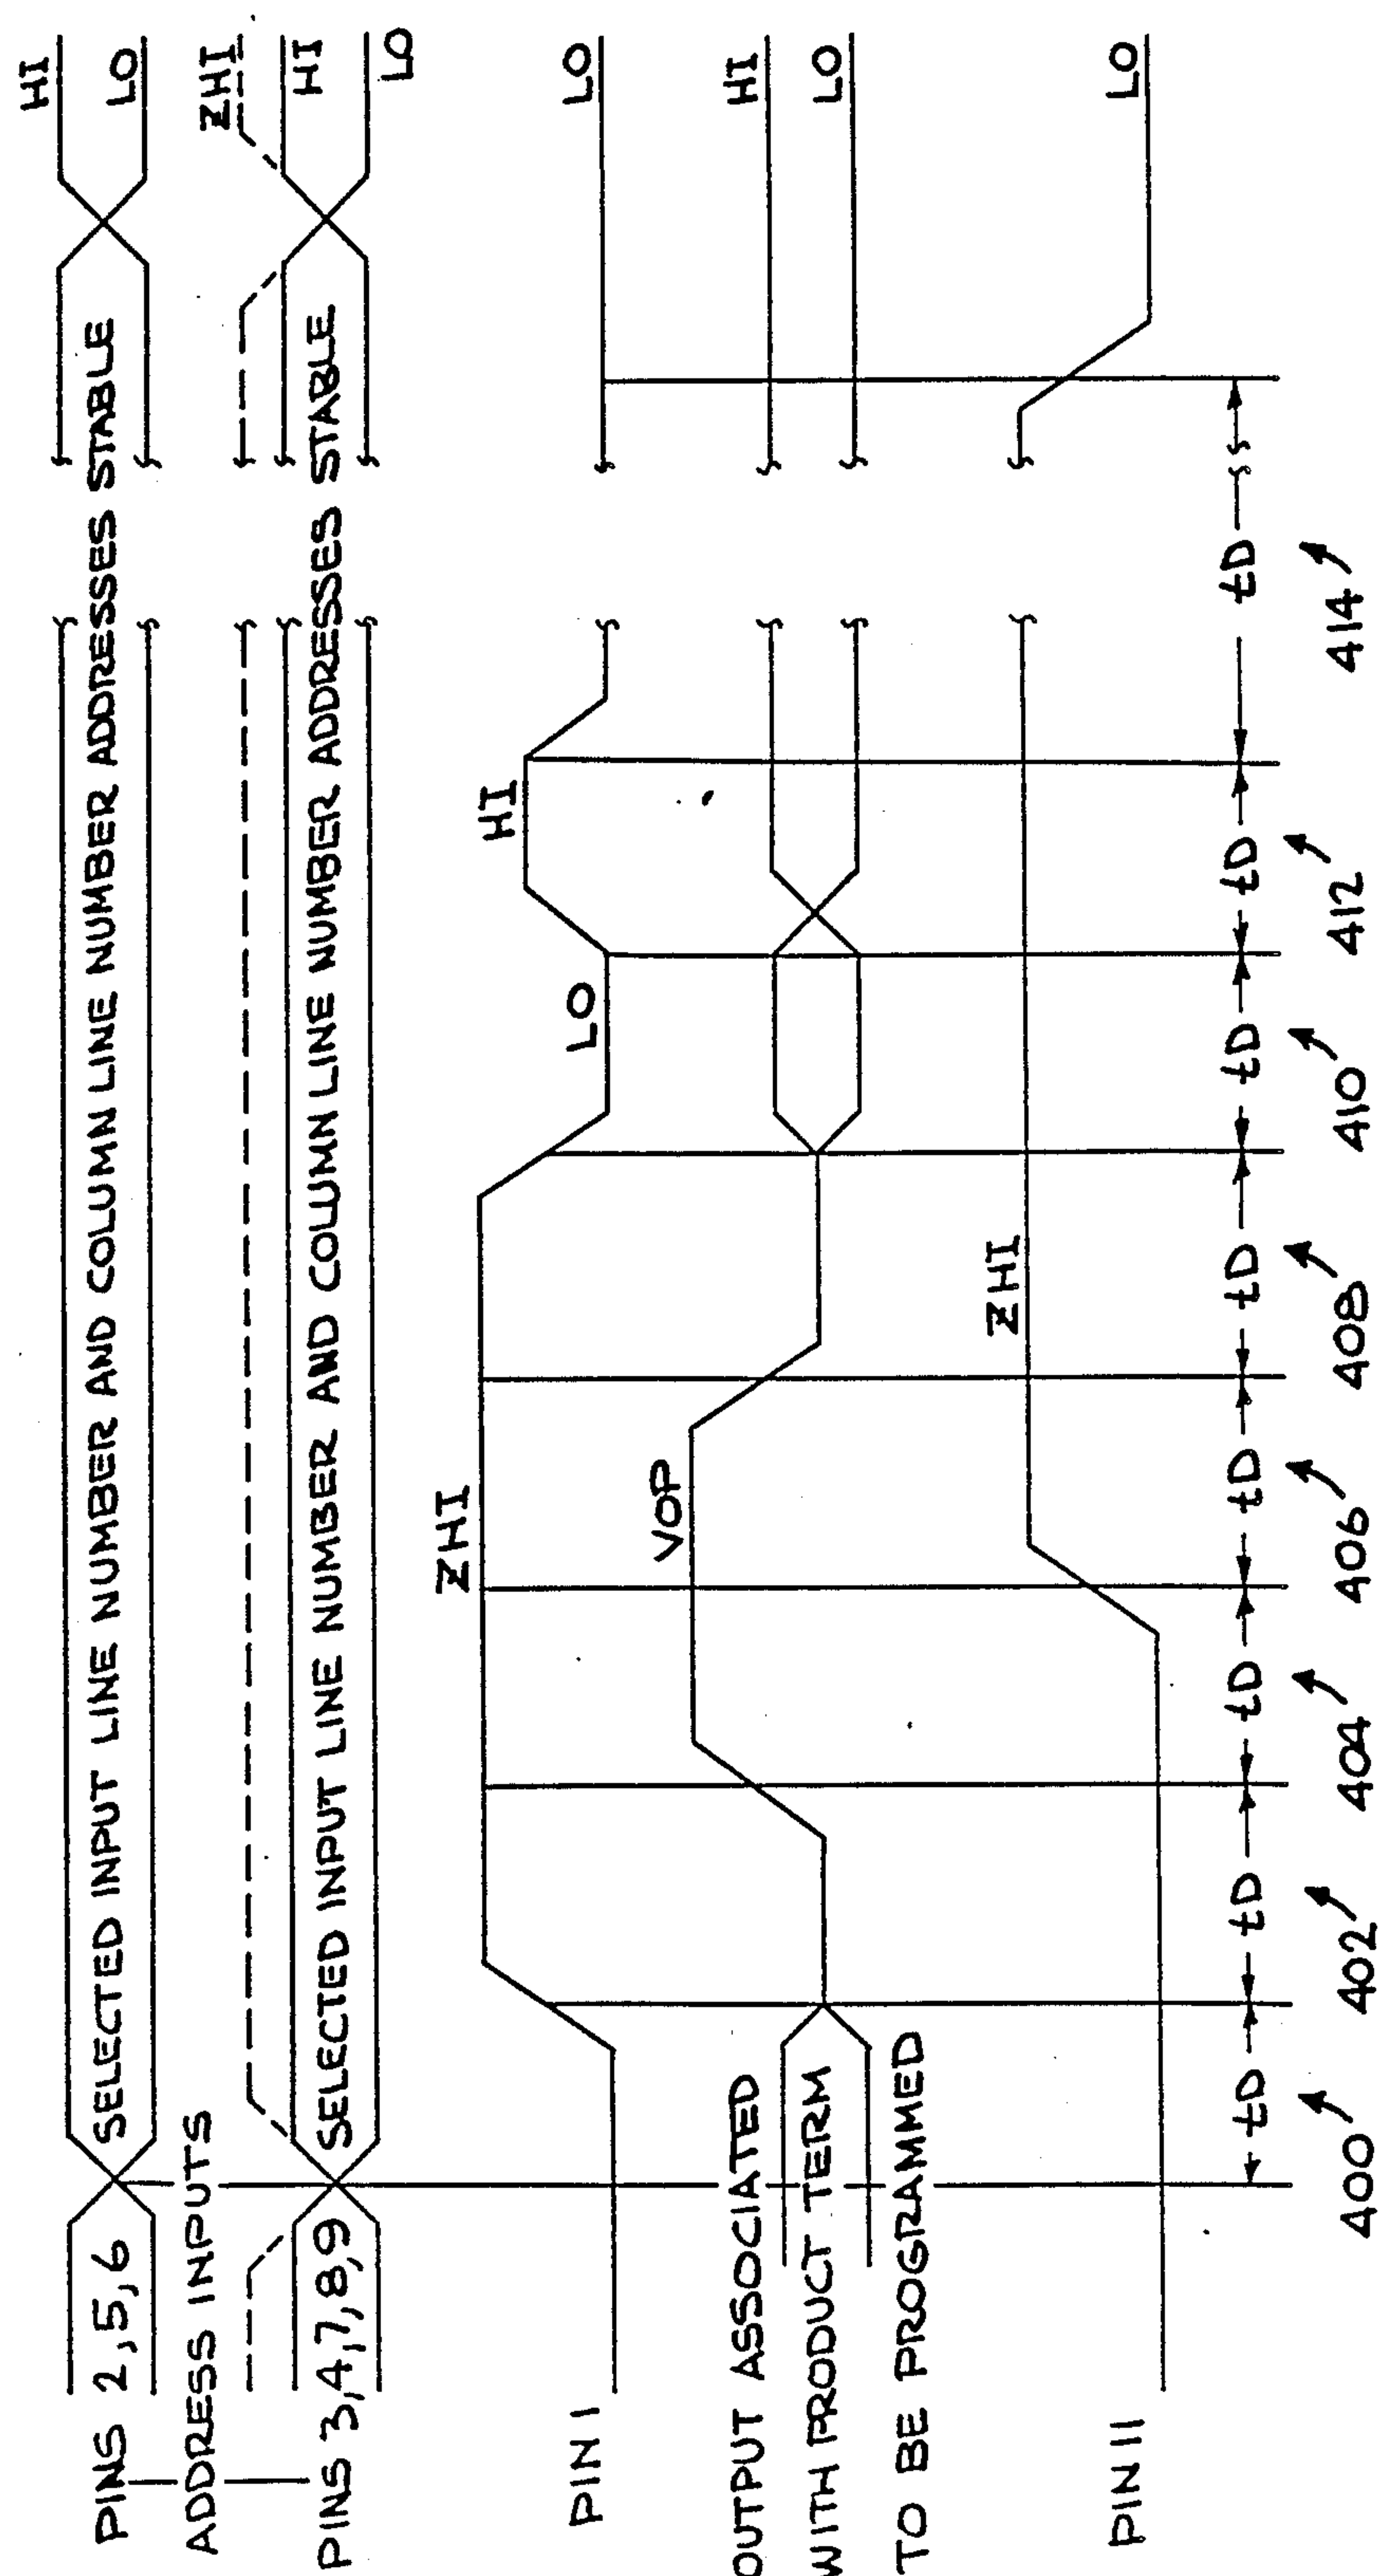 PINS 2,5,6
SELECTED INPUT LINE NUMBER AND COLUMN LINE NUMBER ADDRESSES STABLE
HI
LO
ADDRESS INPUTS
PINS 3,4,7,8,9
SELECTED INPUT LINE NUMBER AND COLUMN LINE NUMBER ADDRESSES STABLE
ZHI
HI
LO
PIN 1
ZHI
LO
HI
LO
OUTPUT ASSOCIATED
WITH PRODUCT TERM
TO BE PROGRAMMED
VOP
HI
LO
PIN 11
ZHI
LO
tD tD tD tD tD tD tD tD
400 402 404 406 408 410 412 414